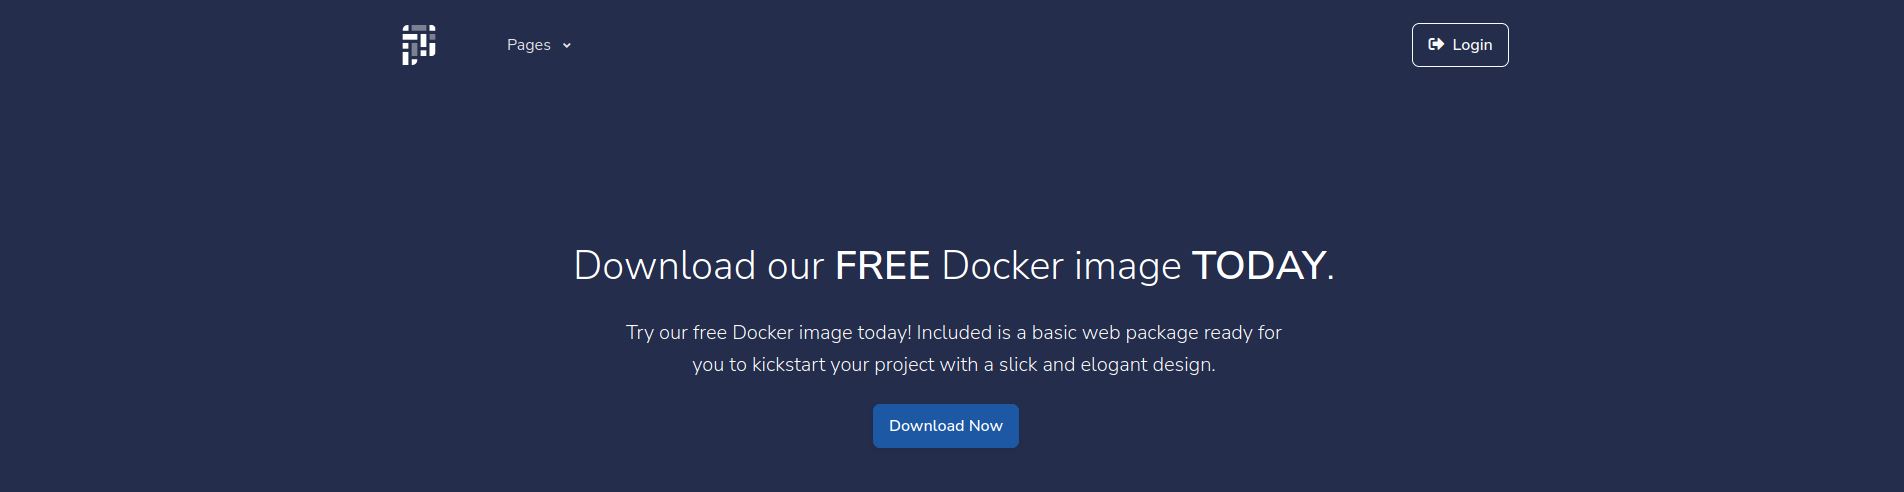 Pages
Login
Download our FREE Docker image TODAY.
Try our free Docker image today! Included is a basic web package ready for
you to kickstart your project with a slick and elogant design.
Download Now